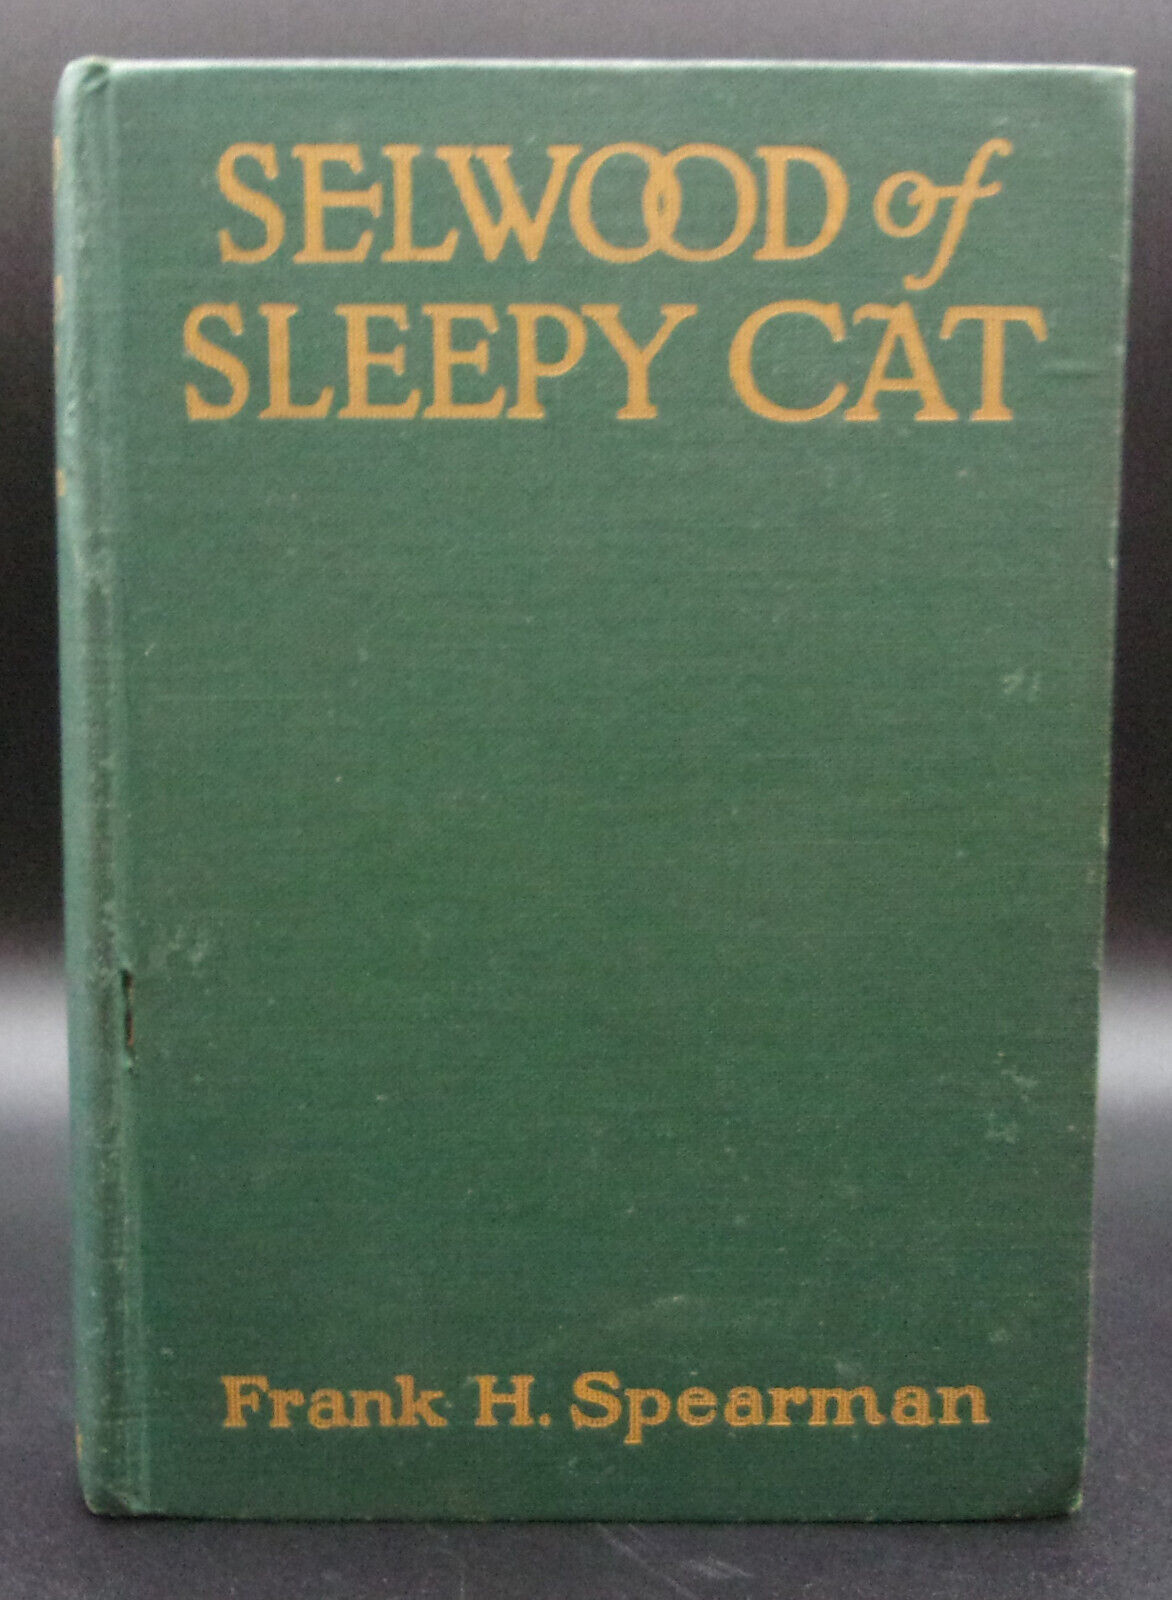 SELWOOD of
SLEEPY CAT
Frank H. Spearman